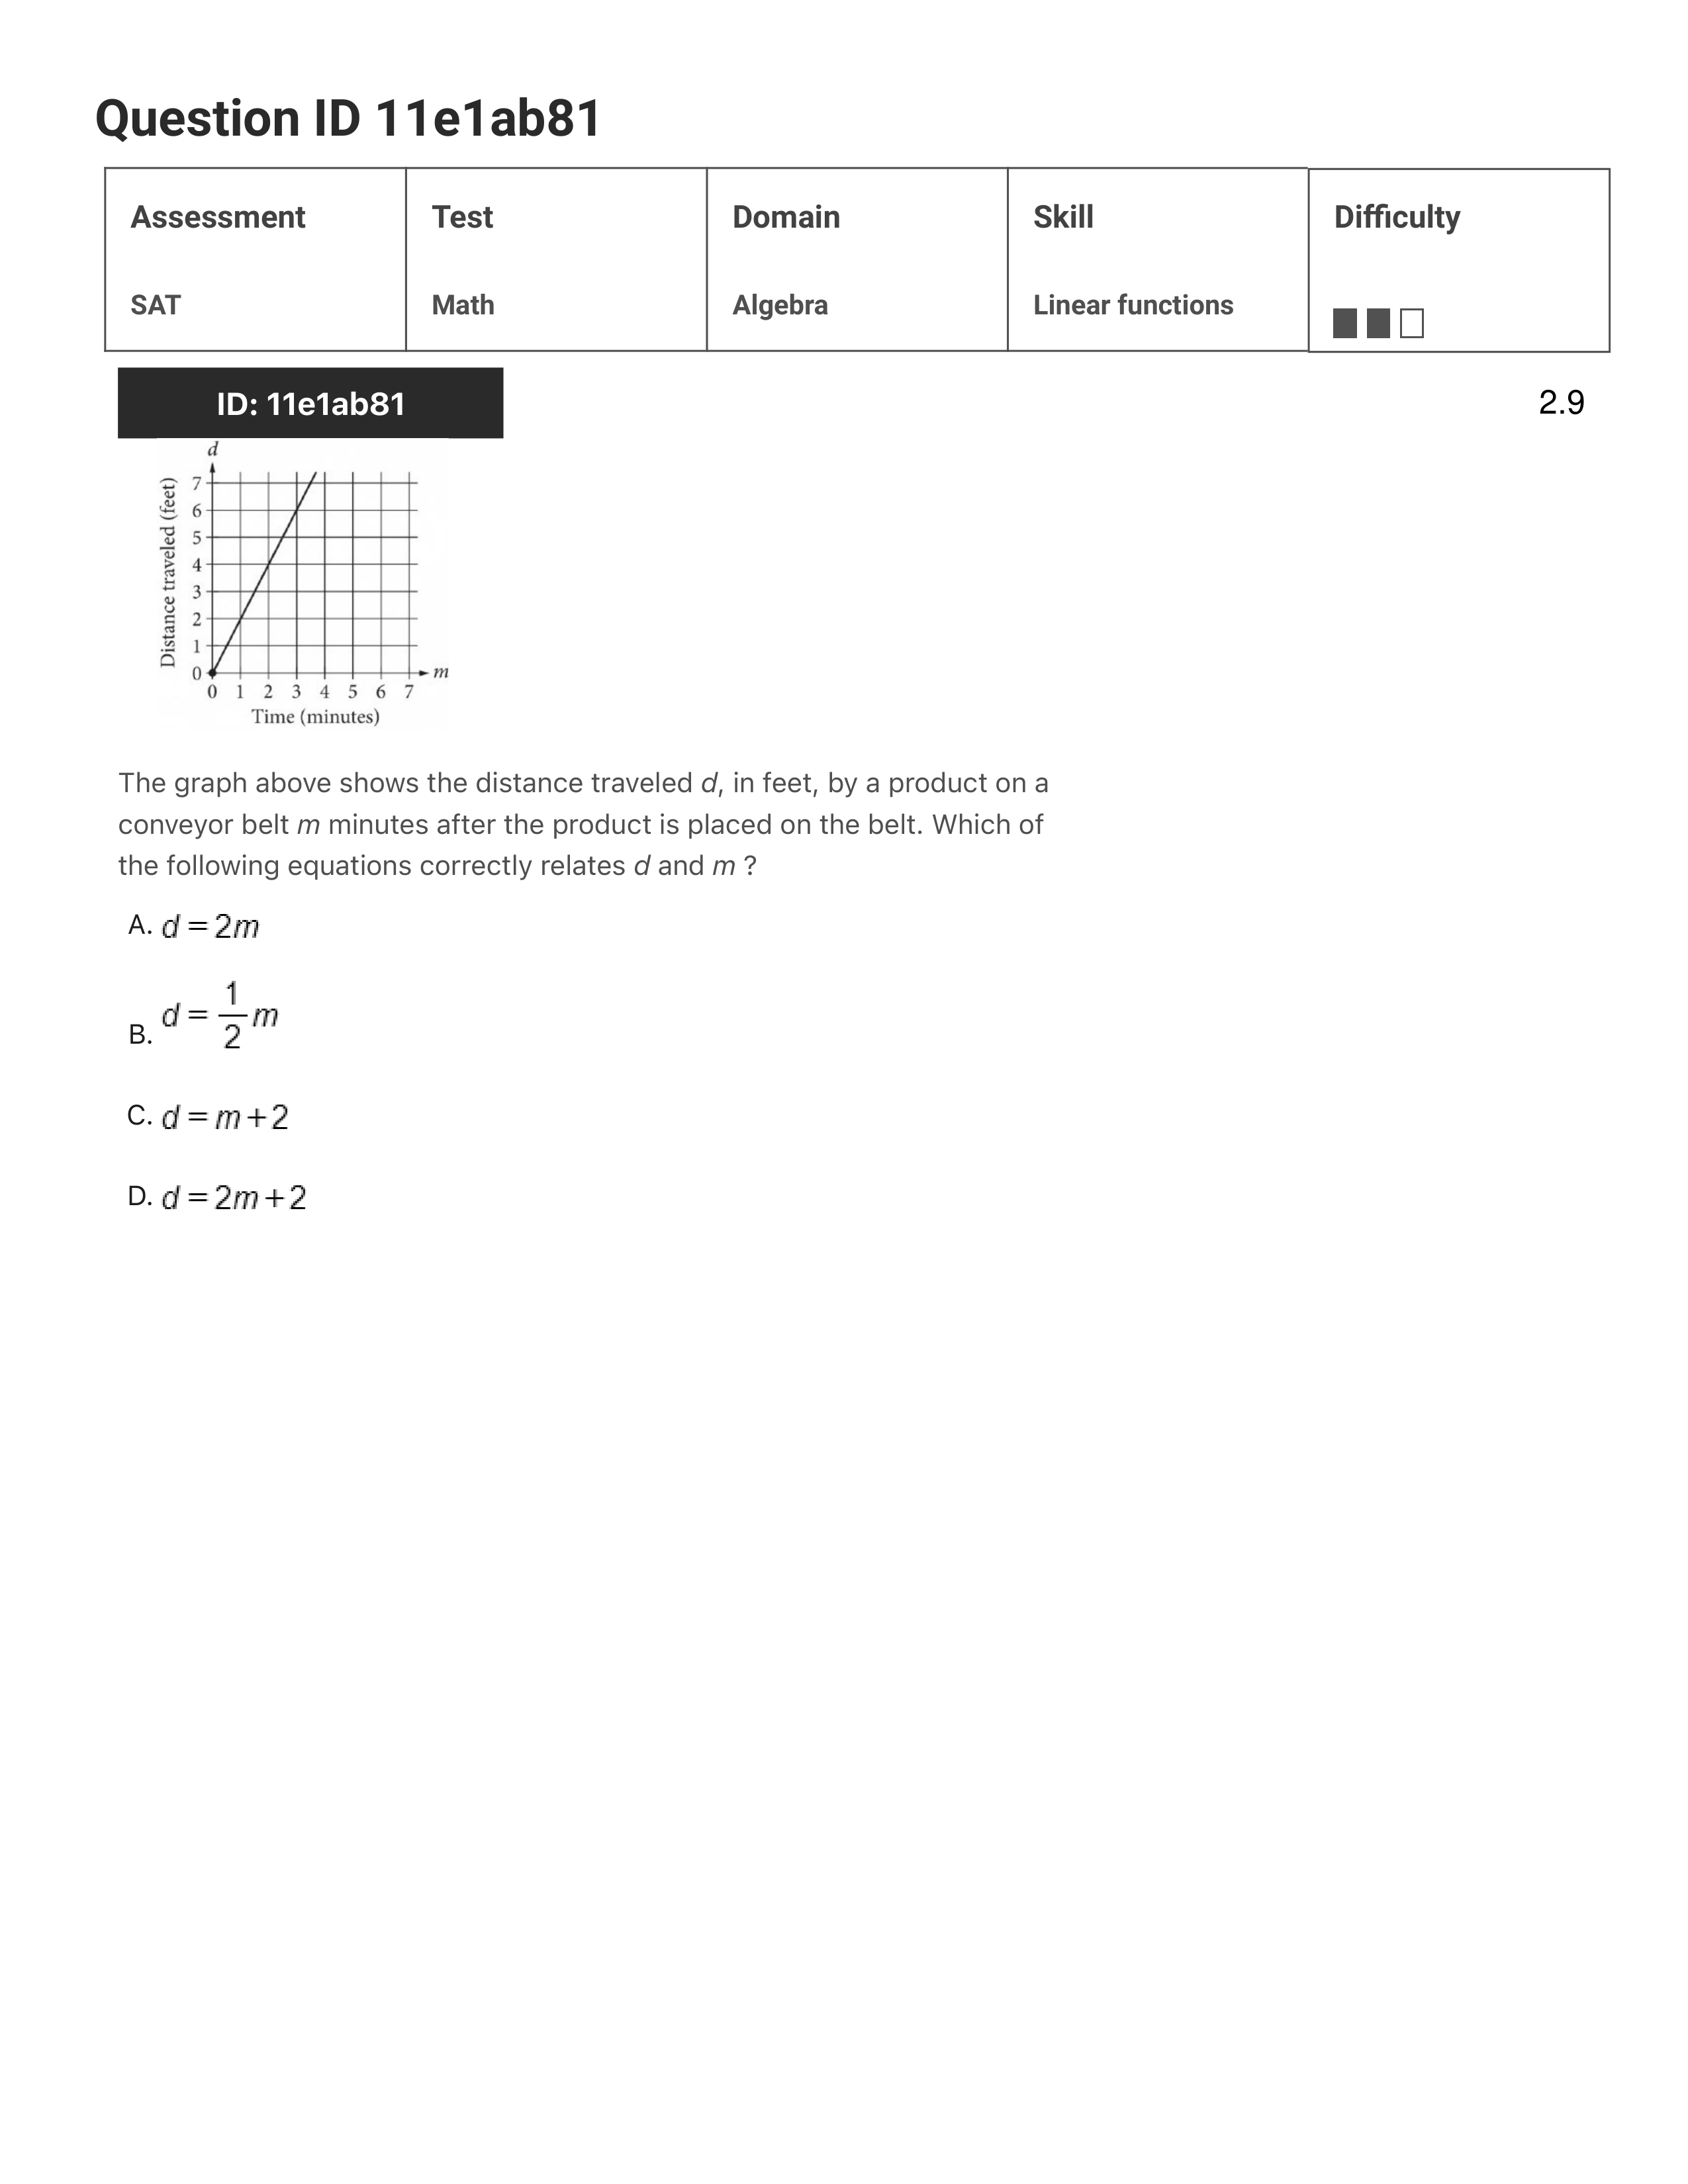 Question ID 11e1ab81
Assessment Test Domain Skill Difficulty
SAT Math Algebra Linear functions
ID: 11e1ab81 2.9
d
Distance traveled (feet)
7
6
5
4
3
2
1
0
m
0 1 2 3 4 5 6 7
Time (minutes)
The graph above shows the distance traveled d, in feet, by a product on a
conveyor belt m minutes after the product is placed on the belt. Which of
the following equations correctly relates d and m ?
A. d = 2m
B. d = 1/2 m
C. d = m+2
D. d = 2m+2